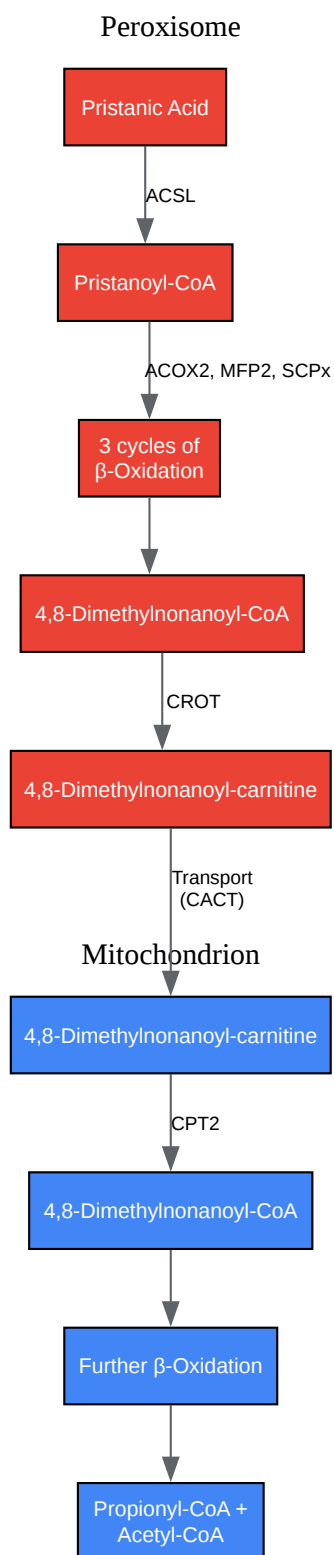 Peroxisome
Pristanic Acid
ACSL
Pristanoyl-CoA
ACOX2, MFP2, SCPx
3 cycles of
β-Oxidation
4,8-Dimethylnonanoyl-CoA
CROT
4,8-Dimethylnonanoyl-carnitine
Transport
(CACT)
Mitochondrion
4,8-Dimethylnonanoyl-carnitine
CPT2
4,8-Dimethylnonanoyl-CoA
Further β-Oxidation
Propionyl-CoA +
Acetyl-CoA